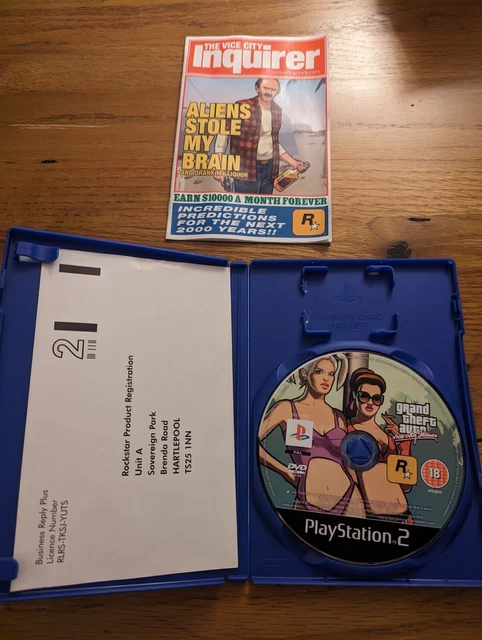 THE VICE CITY
Inquirer
ALIENS
STOLE
MY
BRAIN
AND DRANK MY LIQUOR
EARN $10000 A MONTH FOREVER
INCREDIBLE
PREDICTIONS
FOR THE NEXT
2000 YEARS!!
R
MEMORY CARD
HOLDER
2
Rockstar Product Registration
Unit A
Sovereign Park
Brenda Road
HARTLEPOOL
TS25 1NN
Business Reply Plus
Licence Number
RLRS-TKSJ-YUTS
grand
theft
auto
Vice City Stories
DVD
R
18
PlayStation 2